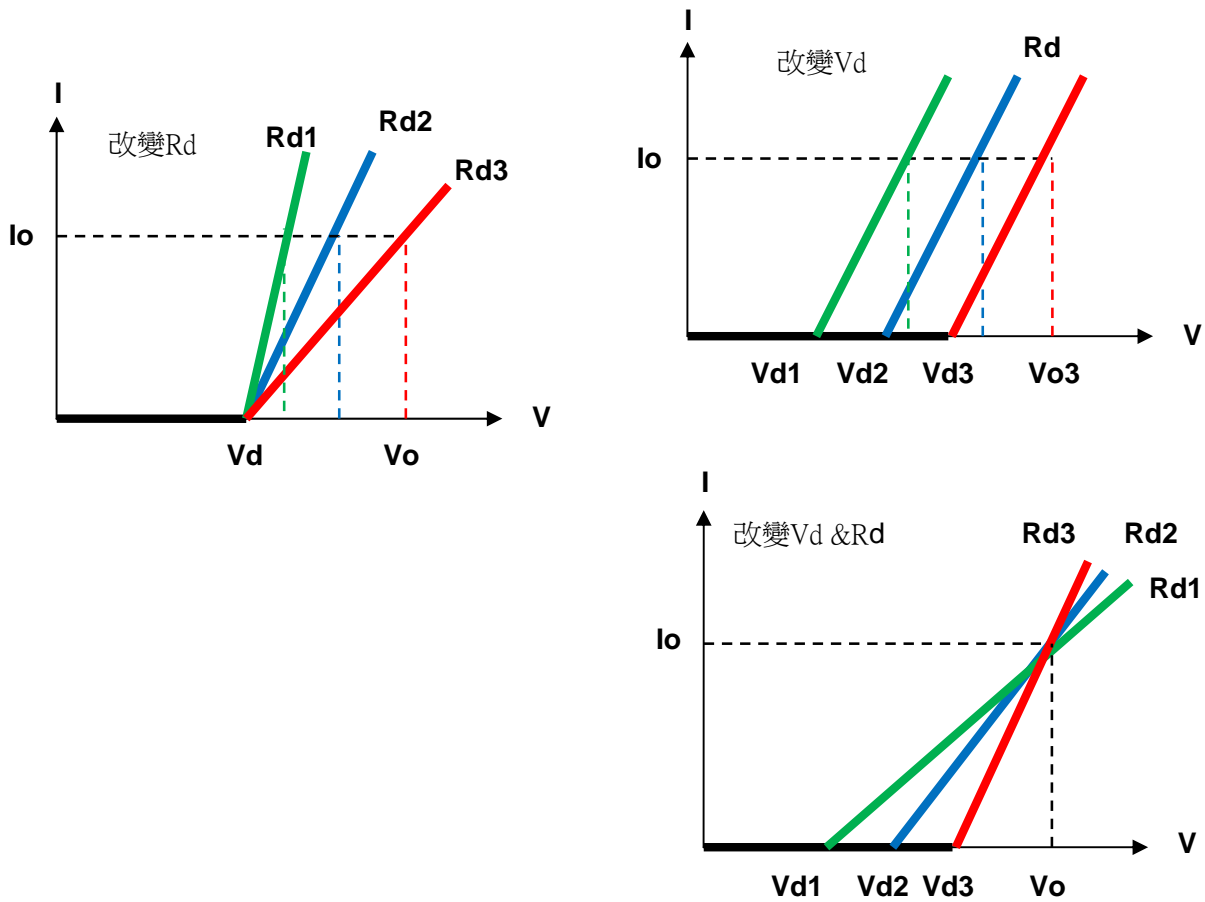 I
改變Rd
Rd1
Rd2
Rd3
Io
V
Vd
Vo
I
改變Vd
Rd
Io
V
Vd1 Vd2 Vd3 Vo3
I
改變Vd &Rd
Rd3 Rd2
Rd1
Io
V
Vd1 Vd2 Vd3 Vo